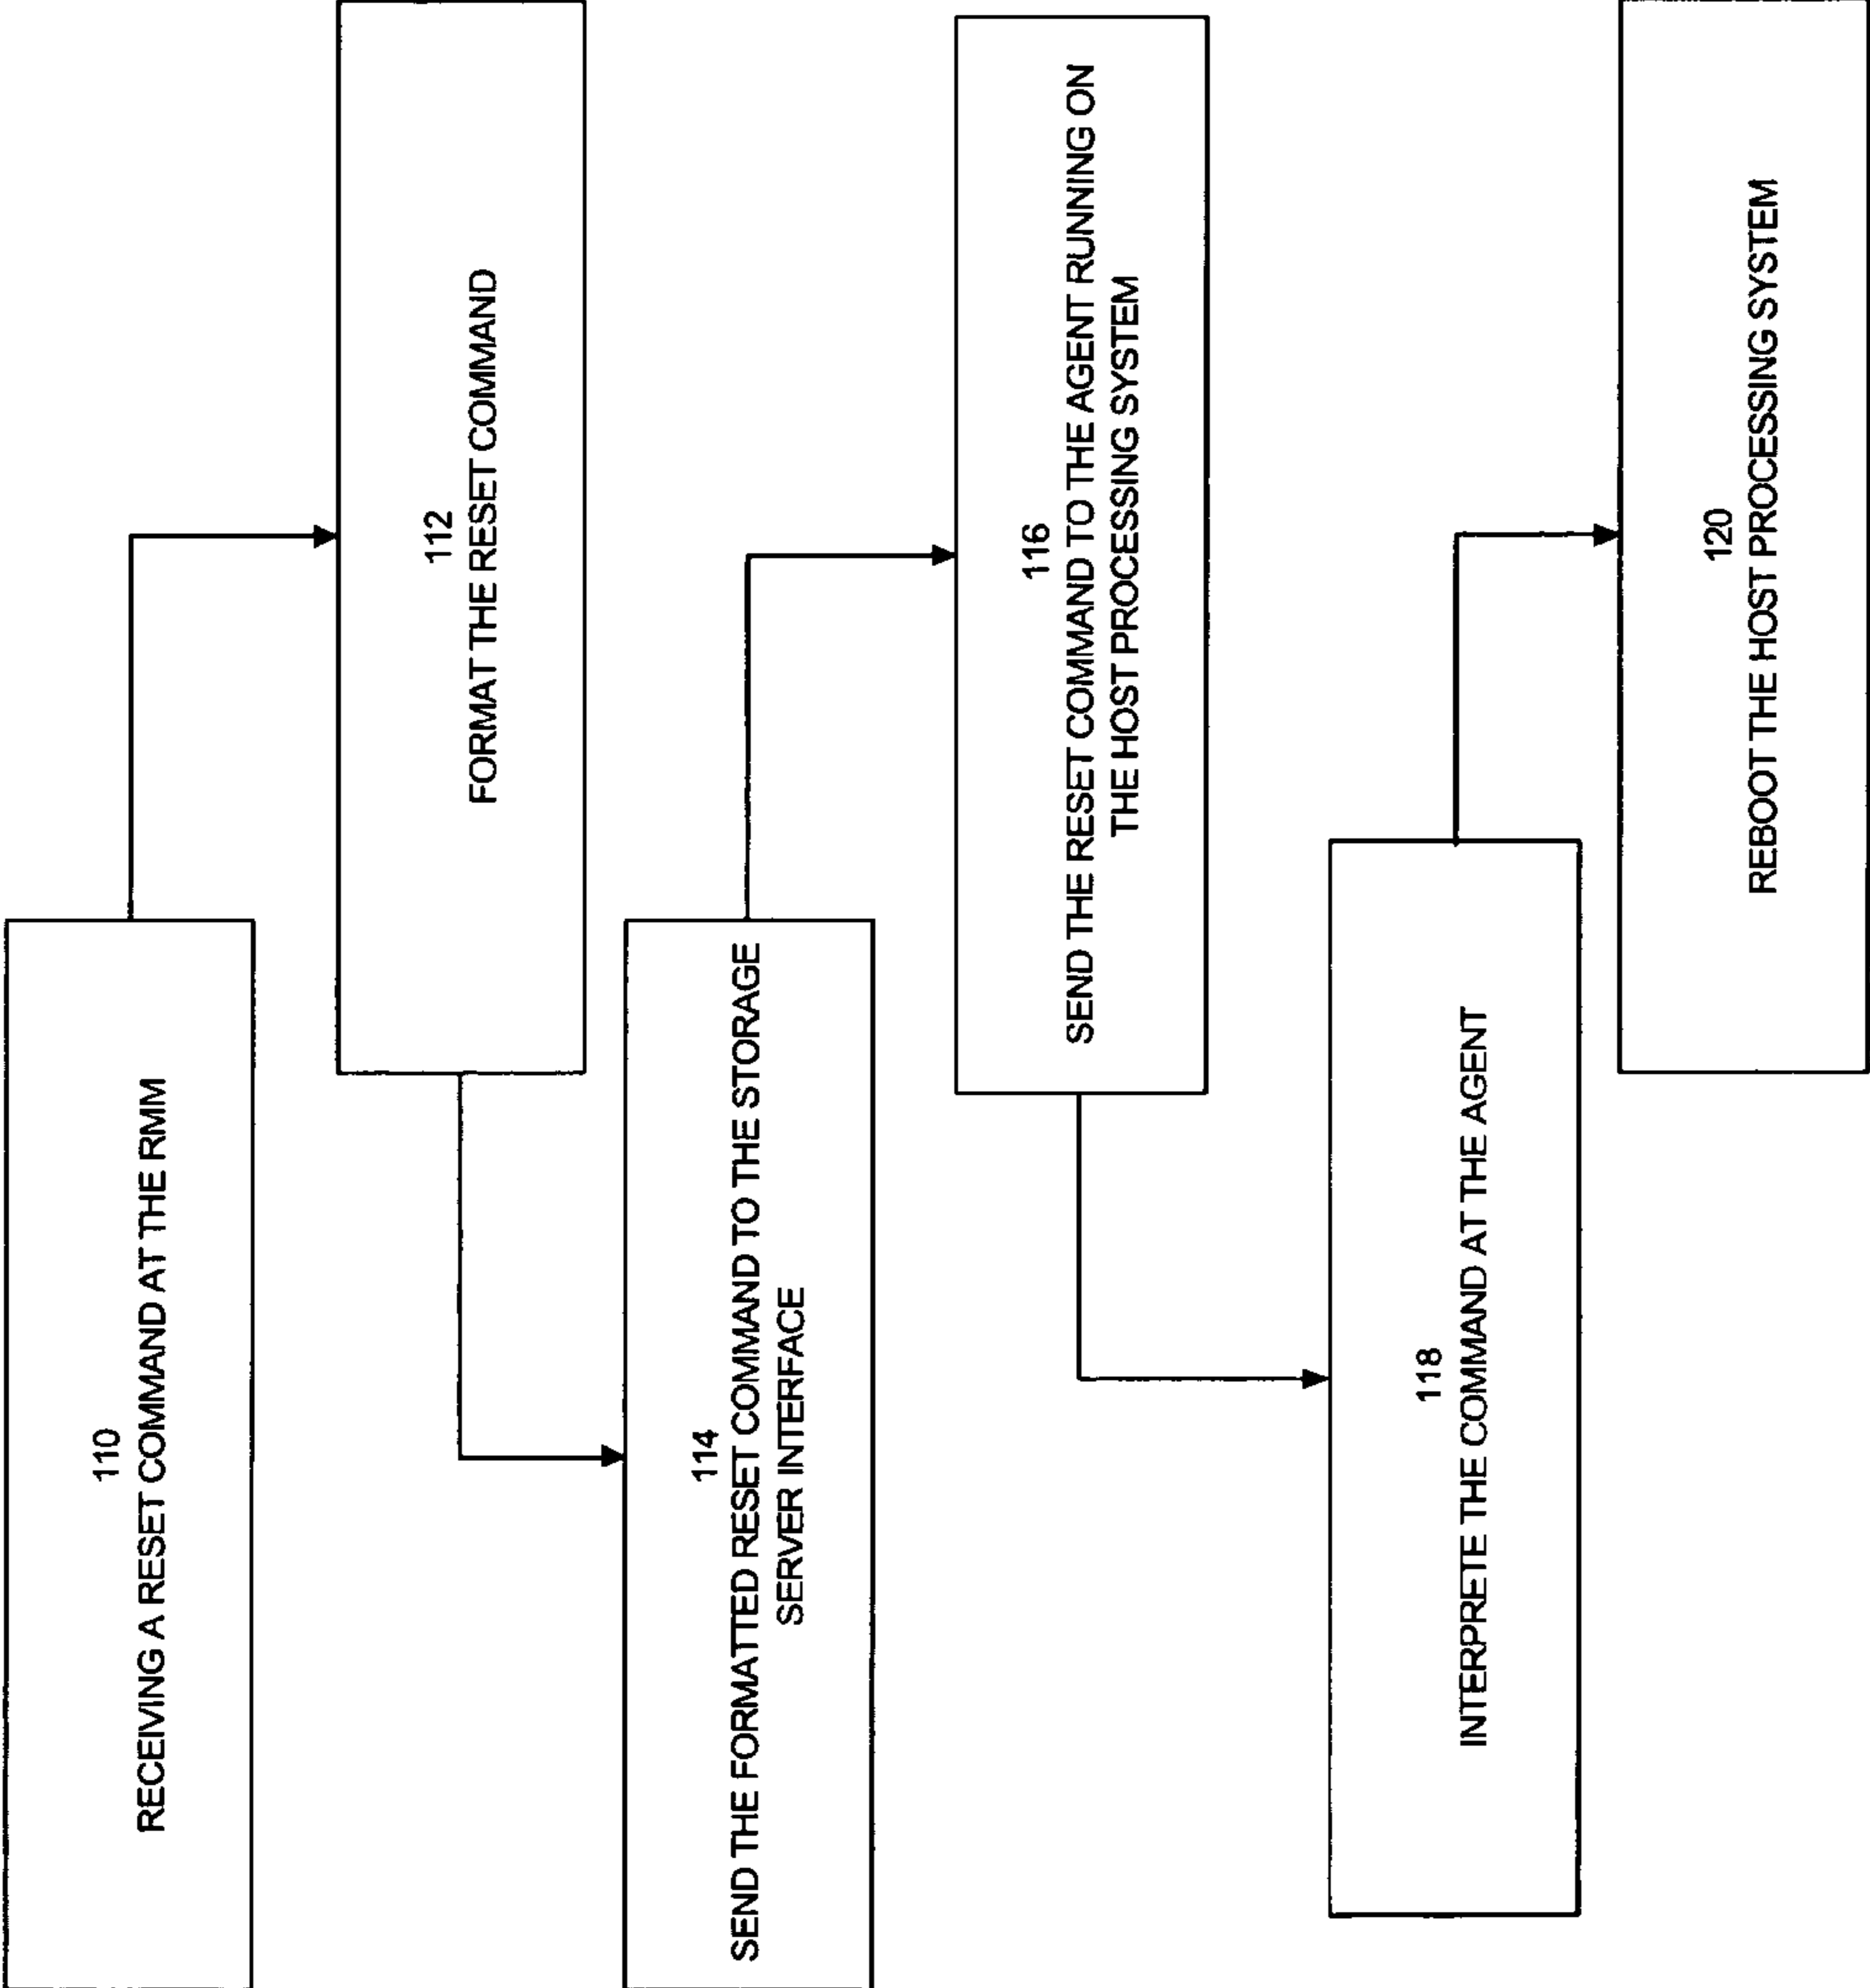 110
RECEIVING A RESET COMMAND AT THE RMM
112
FORMAT THE RESET COMMAND
114
SEND THE FORMATTED RESET COMMAND TO THE STORAGE
SERVER INTERFACE
116
SEND THE RESET COMMAND TO THE AGENT RUNNING ON
THE HOST PROCESSING SYSTEM
118
INTERPRETE THE COMMAND AT THE AGENT
120
REBOOT THE HOST PROCESSING SYSTEM